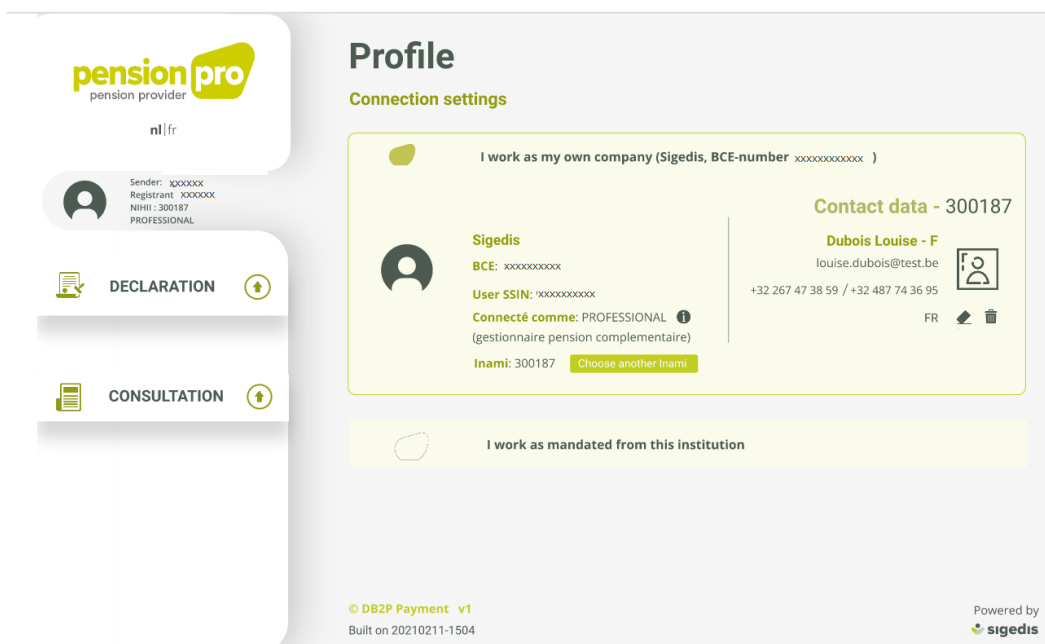 pension pro
pension provider
nl|fr
Sender: xxxxxx
Registrant xxxxxx
NIHII : 300187
PROFESSIONAL
DECLARATION
CONSULTATION
Profile
Connection settings
I work as my own company (Sigedis, BCE-number xxxxxxxxxxxx )
Sigedis
BCE: xxxxxxxxxx
User SSIN: 'xxxxxxxxxx
Connecté comme: PROFESSIONAL
(gestionnaire pension complementaire)
Inami: 300187 Choose another Inami
Contact data - 300187
Dubois Louise - F
louise.dubois@test.be
+32 267 47 38 59 / +32 487 74 36 95
FR
I work as mandated from this institution
© DB2P Payment v1
Built on 20210211-1504
Powered by
sigedis